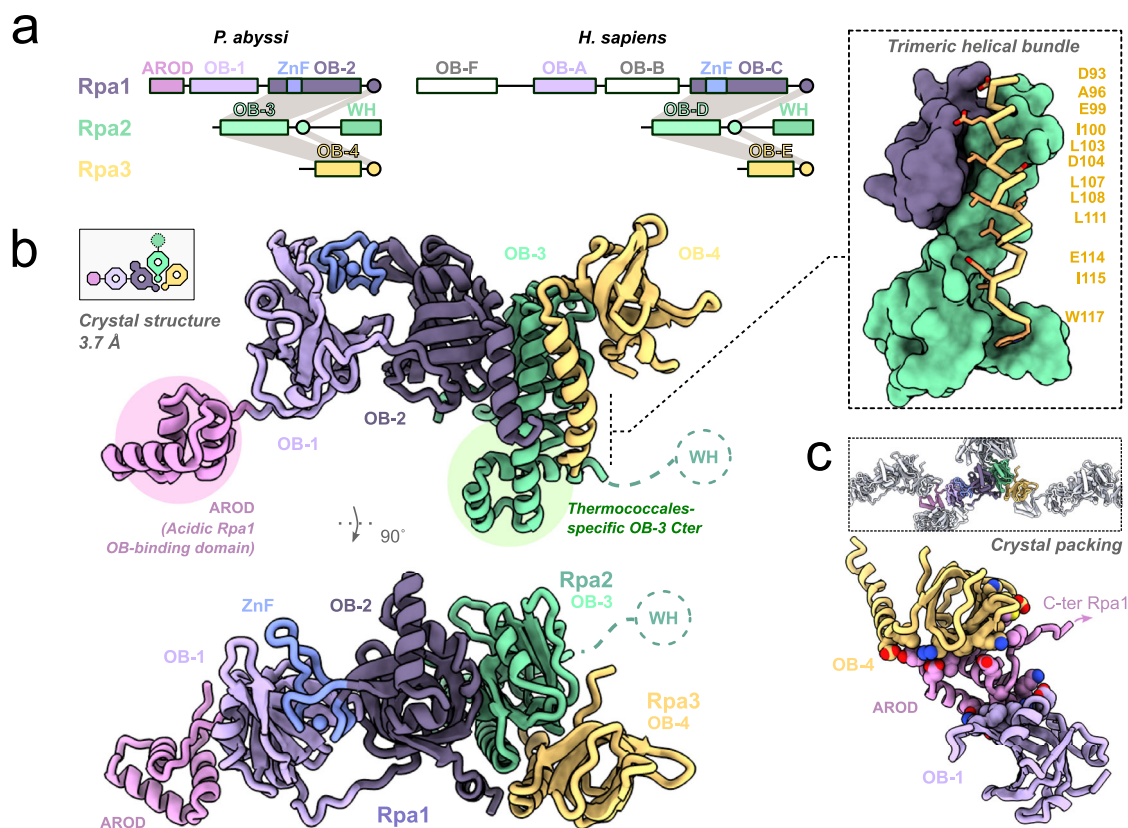 a
P. abyssi
H. sapiens
AROD
OB-1
ZnF
OB-2
OB-F
OB-A
OB-B
ZnF
OB-C
Rpa1
OB-3
WH
OB-D
WH
Rpa2
OB-4
OB-E
Rpa3
Trimeric helical bundle
D93
A96
E99
I100
L103
D104
L107
L108
L111
E114
I115
W117
b
Crystal structure
3.7 Å
OB-3
OB-4
OB-1
OB-2
WH
AROD
(Acidic Rpa1
OB-binding domain)
90°
Thermococcales-
specific OB-3 Cter
ZnF
OB-2
Rpa2
OB-3
WH
OB-1
Rpa3
OB-4
Rpa1
AROD
c
Crystal packing
C-ter Rpa1
OB-4
AROD
OB-1